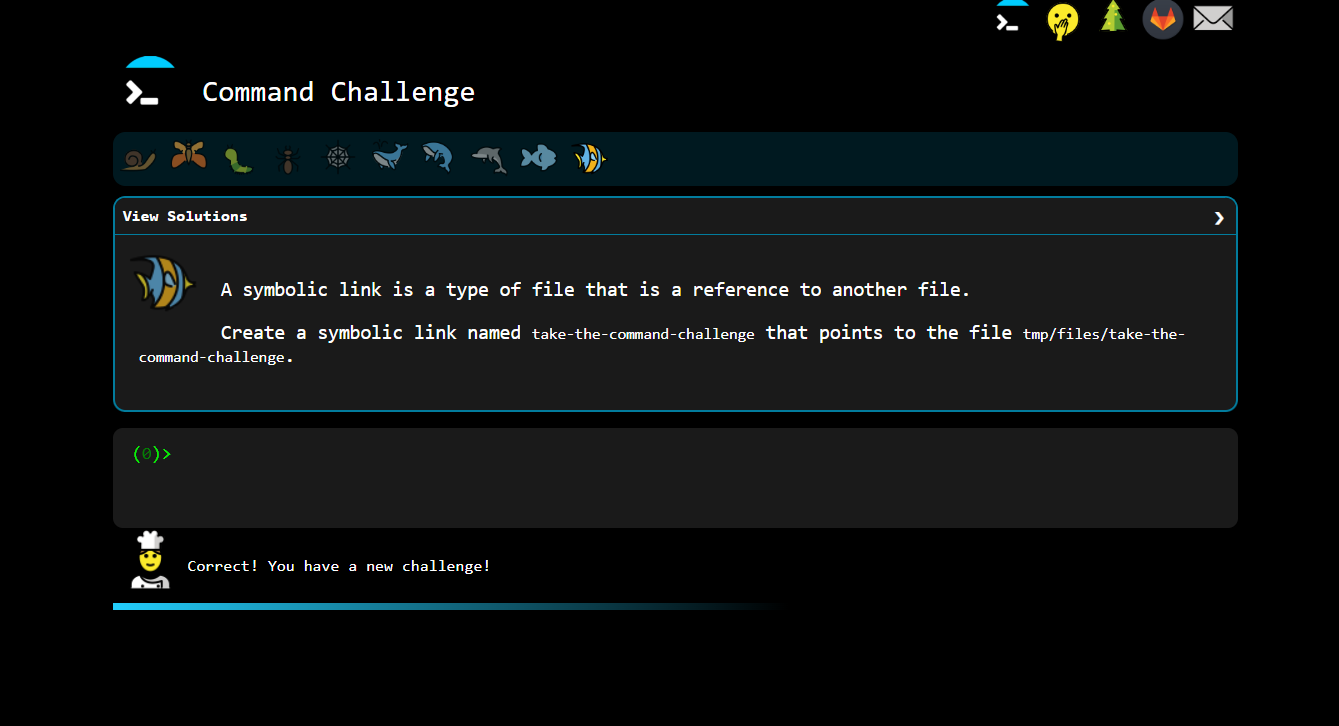 Command Challenge
View Solutions
A symbolic link is a type of file that is a reference to another file.
Create a symbolic link named take-the-command-challenge that points to the file tmp/files/take-the-
command-challenge.
(0)>
Correct! You have a new challenge!